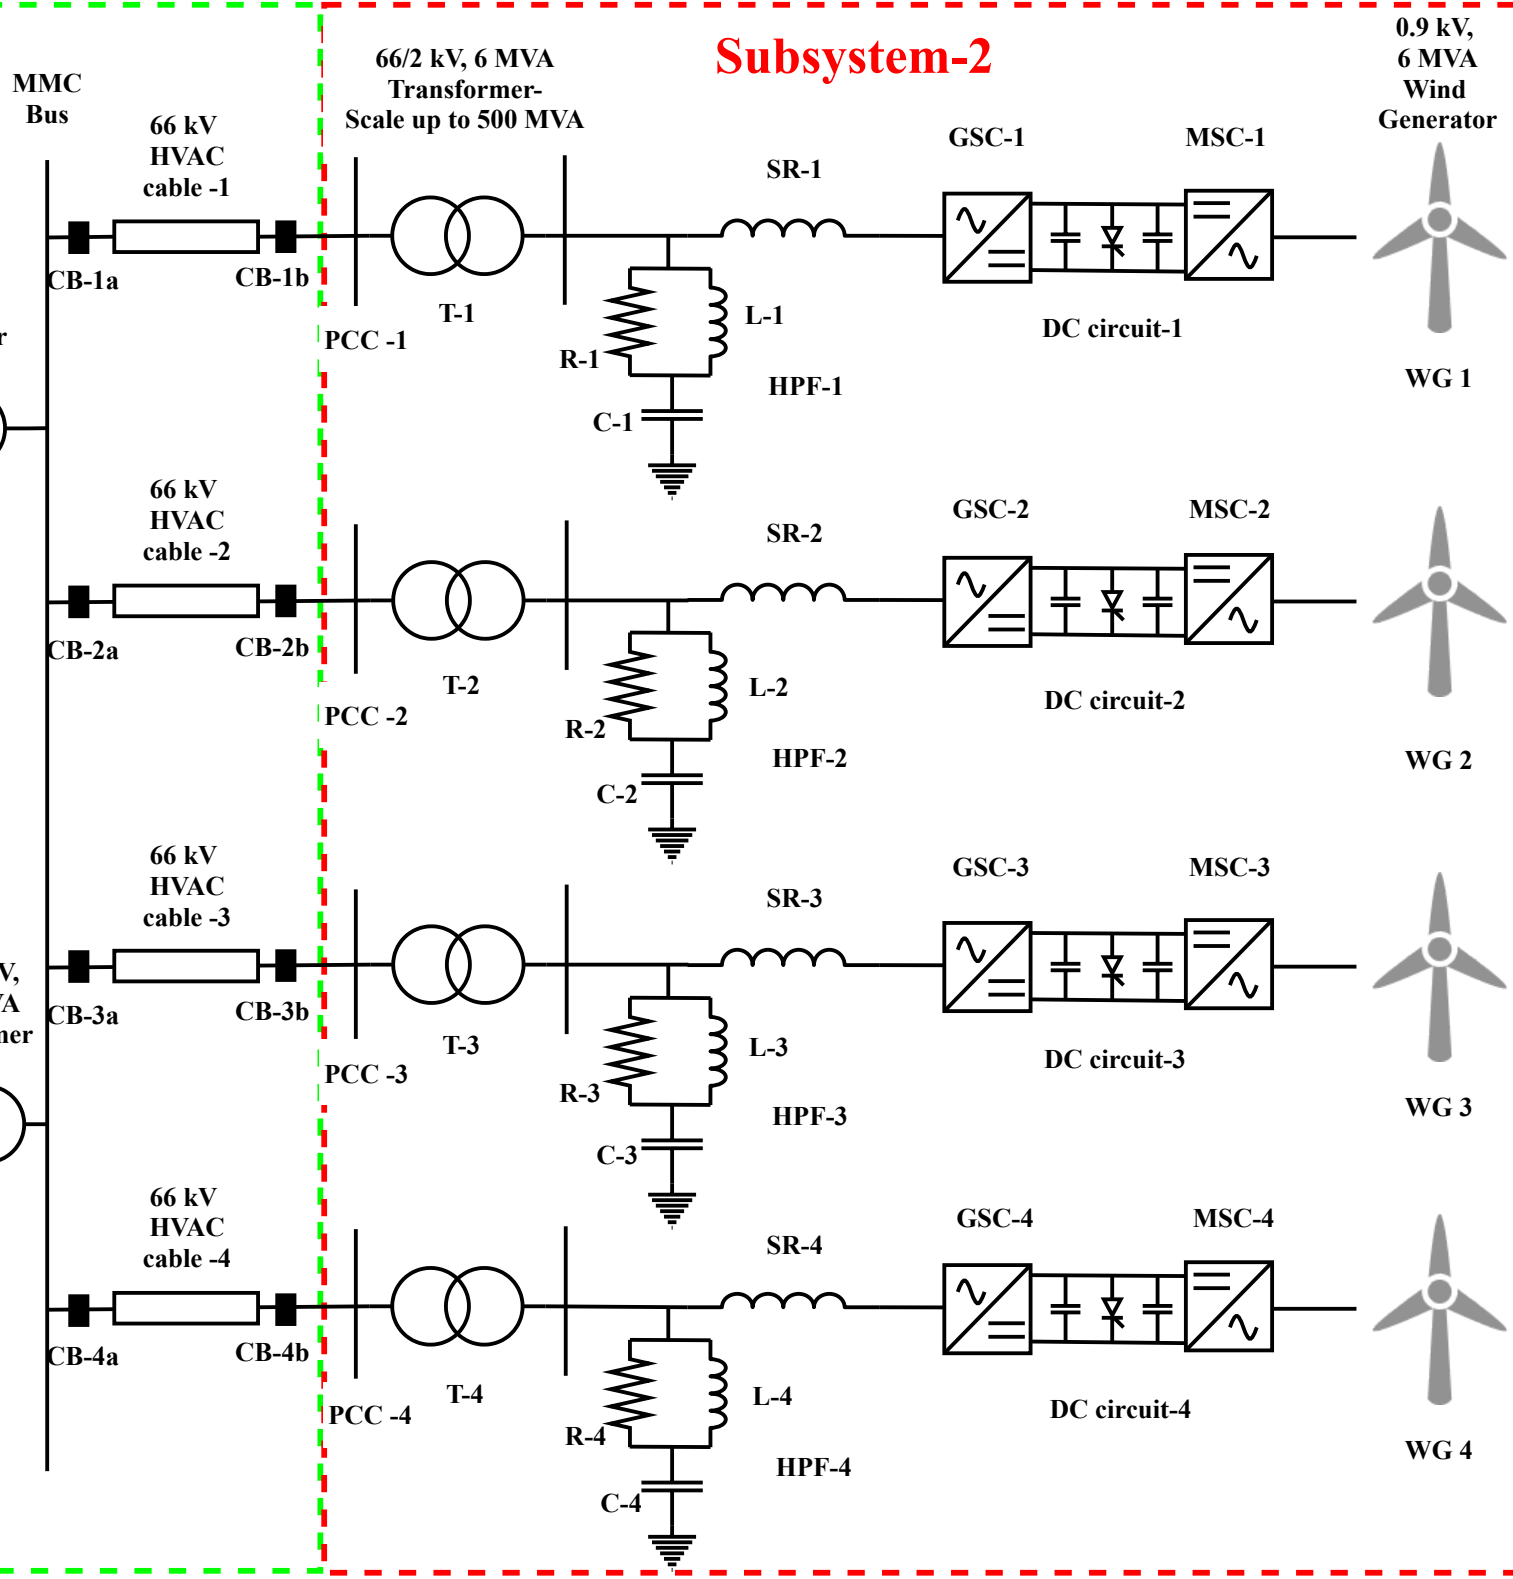 Subsystem-2
MMC
Bus
66/2 kV, 6 MVA
Transformer-
Scale up to 500 MVA
0.9 kV,
6 MVA
Wind
Generator
66 kV
HVAC
cable -1
CB-1a
CB-1b
PCC -1
T-1
SR-1
GSC-1
MSC-1
R-1
L-1
C-1
HPF-1
DC circuit-1
WG 1
66 kV
HVAC
cable -2
CB-2a
CB-2b
PCC -2
T-2
SR-2
GSC-2
MSC-2
R-2
L-2
C-2
HPF-2
DC circuit-2
WG 2
66 kV
HVAC
cable -3
CB-3a
CB-3b
PCC -3
T-3
SR-3
GSC-3
MSC-3
R-3
L-3
C-3
HPF-3
DC circuit-3
WG 3
66 kV
HVAC
cable -4
CB-4a
CB-4b
PCC -4
T-4
SR-4
GSC-4
MSC-4
R-4
L-4
C-4
HPF-4
DC circuit-4
WG 4